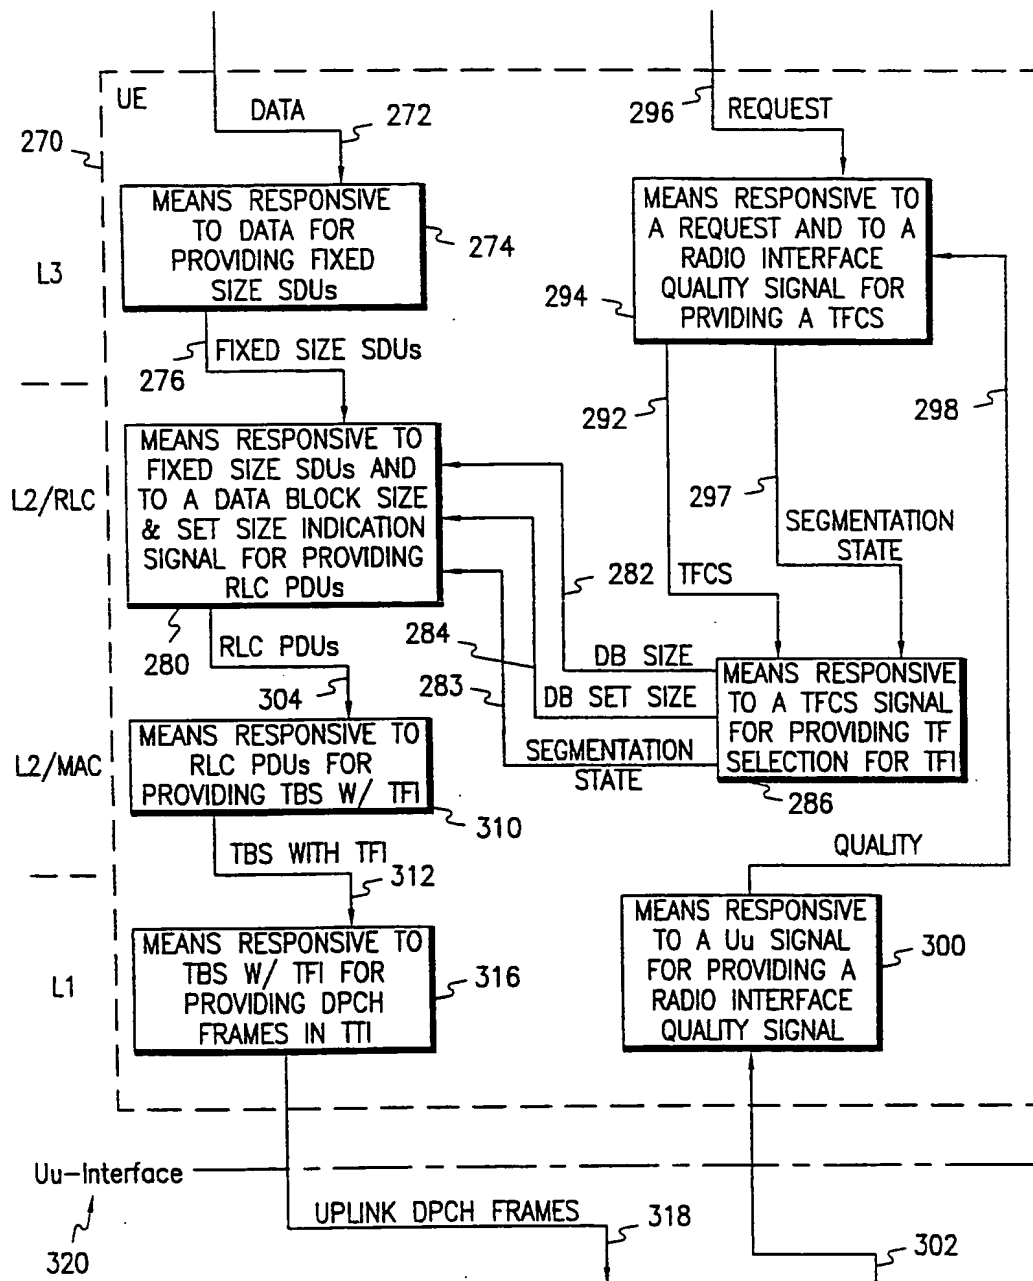 UE
DATA
272
296
REQUEST
270
MEANS RESPONSIVE
TO DATA FOR
PROVIDING FIXED
SIZE SDUs
274
MEANS RESPONSIVE TO
A REQUEST AND TO A
RADIO INTERFACE
QUALITY SIGNAL FOR
PRVIDING A TFCS
294
L3
276
FIXED SIZE SDUs
292
297
298
L2/RLC
MEANS RESPONSIVE TO
FIXED SIZE SDUs AND
TO A DATA BLOCK SIZE
& SET SIZE INDICATION
SIGNAL FOR PROVIDING
RLC PDUs
280
SEGMENTATION
STATE
282
TFCS
284
283
RLC PDUs
304
DB SIZE
DB SET SIZE
SEGMENTATION
STATE
MEANS RESPONSIVE
TO A TFCS SIGNAL
FOR PROVIDING TF
SELECTION FOR TFI
286
L2/MAC
MEANS RESPONSIVE TO
RLC PDUs FOR
PROVIDING TBS W/ TFI
310
QUALITY
TBS WITH TFI
312
L1
MEANS RESPONSIVE TO
TBS W/ TFI FOR
PROVIDING DPCH
FRAMES IN TTI
316
MEANS RESPONSIVE
TO A Uu SIGNAL
FOR PROVIDING A
RADIO INTERFACE
QUALITY SIGNAL
300
Uu-Interface
320
UPLINK DPCH FRAMES
318
302